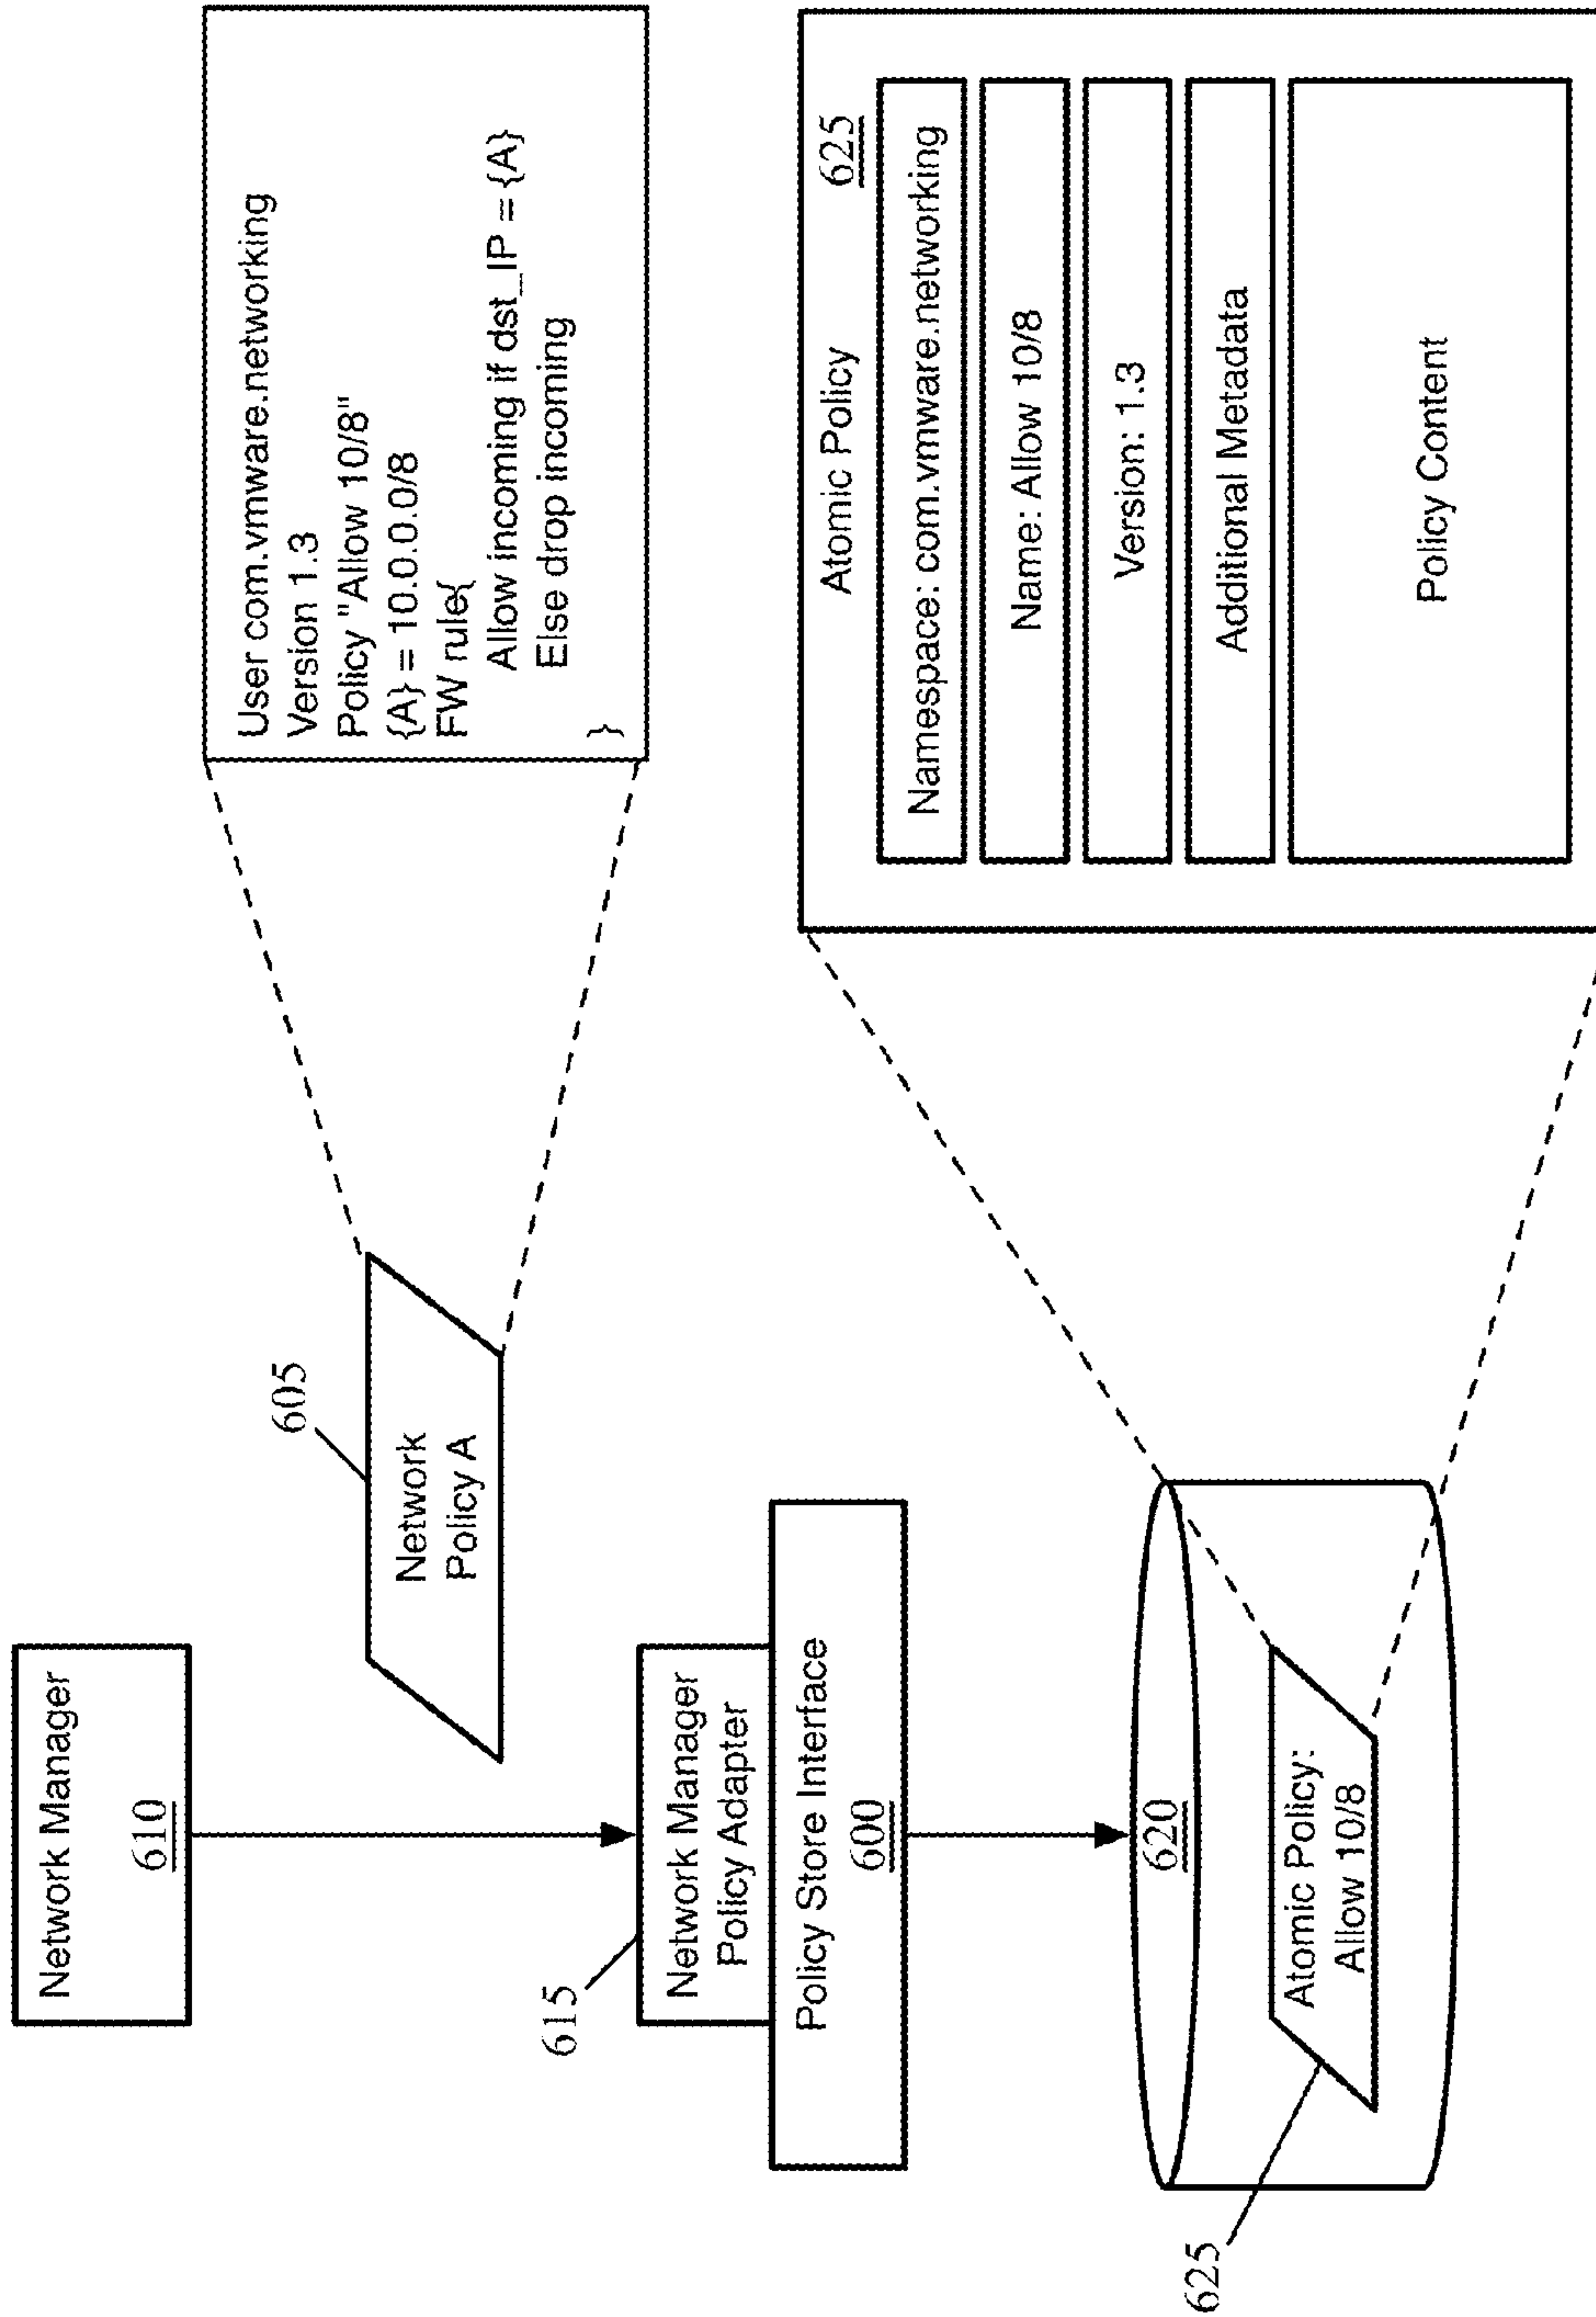 Network Manager
610
605
Network
Policy A
User com.vmware.networking
Version 1.3
Policy "Allow 10/8"
{A} = 10.0.0.0/8
FW rule{
Allow incoming if dst_IP = {A}
Else drop incoming
}
615
Network Manager
Policy Adapter
Policy Store Interface
600
620
Atomic Policy:
Allow 10/8
625
Atomic Policy
625
Namespace: com.vmware.networking
Name: Allow 10/8
Version: 1.3
Additional Metadata
Policy Content